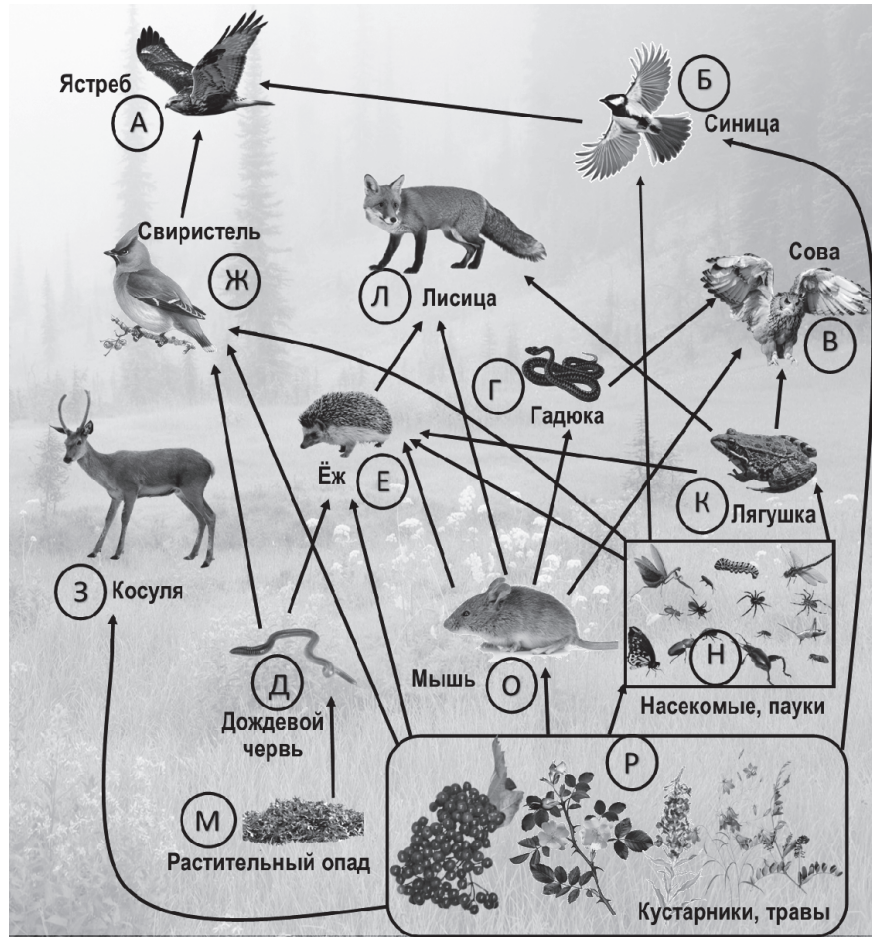 Ястреб
А
Б
Синица
Свиристель
Ж
Л
Лисица
Сова
В
Г
Гадюка
Ёж
Е
К
Лягушка
З
Косуля
Д
Дождевой
червь
Мышь
О
Н
Насекомые, пауки
Р
М
Растительный опад
Кустарники, травы